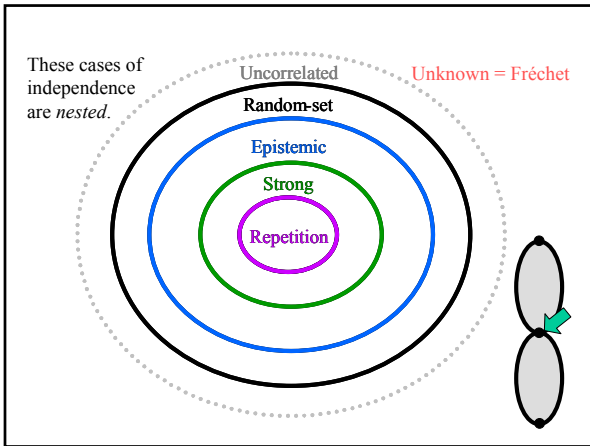 These cases of
independence
are nested.
Uncorrelated
Unknown = Fréchet
Random-set
Epistemic
Strong
Repetition